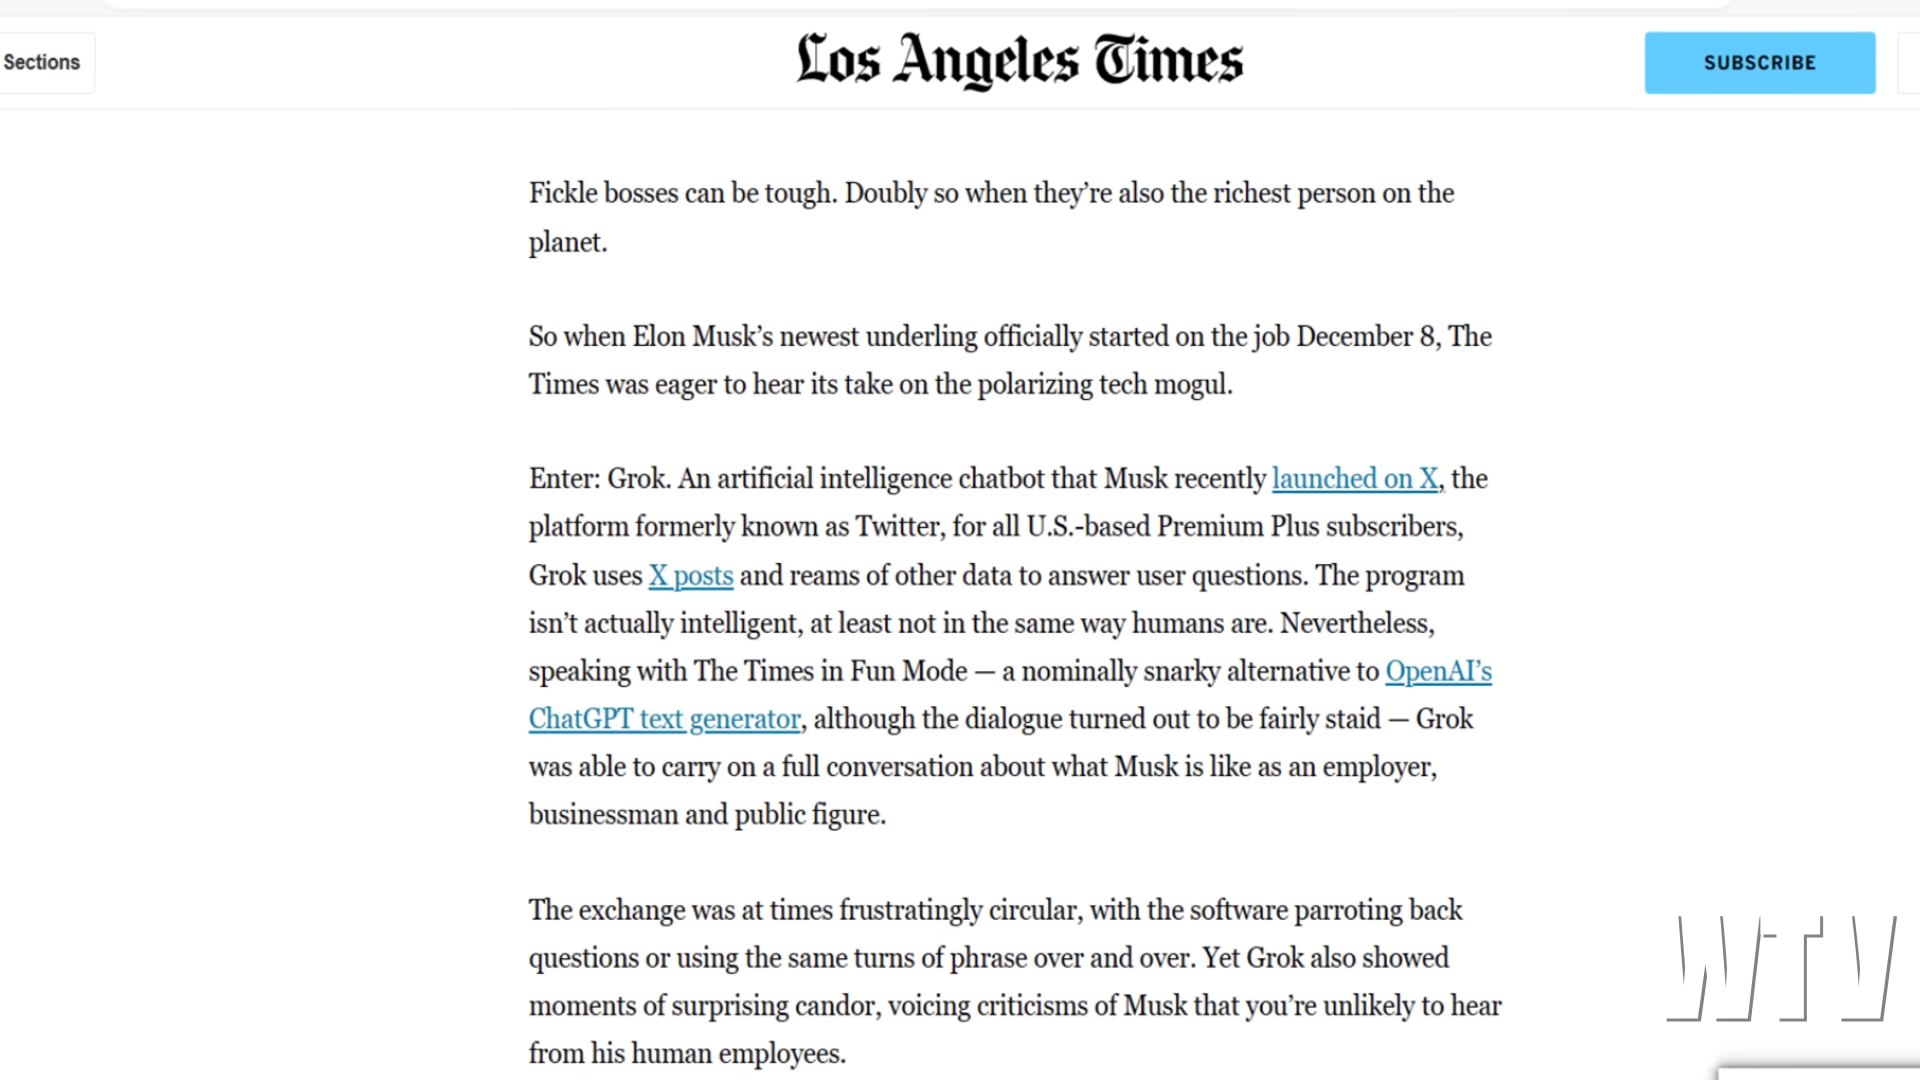 Sections
Los Angeles Times
SUBSCRIBE
Fickle bosses can be tough. Doubly so when they’re also the richest person on the
planet.
So when Elon Musk’s newest underling officially started on the job December 8, The
Times was eager to hear its take on the polarizing tech mogul.
Enter: Grok. An artificial intelligence chatbot that Musk recently launched on X, the
platform formerly known as Twitter, for all U.S.-based Premium Plus subscribers,
Grok uses X posts and reams of other data to answer user questions. The program
isn’t actually intelligent, at least not in the same way humans are. Nevertheless,
speaking with The Times in Fun Mode — a nominally snarky alternative to OpenAI’s
ChatGPT text generator, although the dialogue turned out to be fairly staid — Grok
was able to carry on a full conversation about what Musk is like as an employer,
businessman and public figure.
The exchange was at times frustratingly circular, with the software parroting back
questions or using the same turns of phrase over and over. Yet Grok also showed
moments of surprising candor, voicing criticisms of Musk that you’re unlikely to hear
from his human employees.
WTV